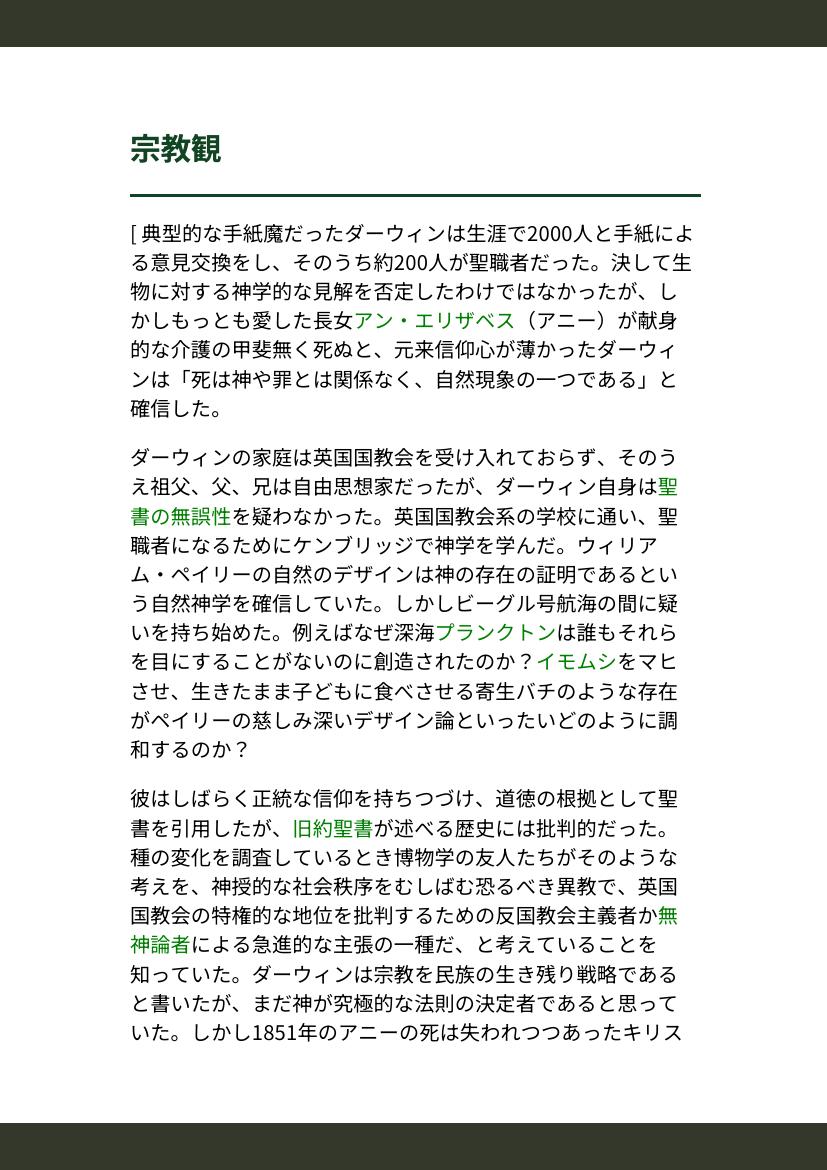 宗教観
[ 典型的な手紙魔だったダーウィンは生涯で2000人と手紙によ
る意見交換をし、そのうち約200人が聖職者だった。決して生
物に対する神学的な見解を否定したわけではなかったが、し
かしもっとも愛した長女アン・エリザベス（アニー）が献身
的な介護の甲斐無く死ぬと、元来信仰心が薄かったダーウィ
ンは「死は神や罪とは関係なく、自然現象の一つである」と
確信した。
ダーウィンの家庭は英国国教会を受け入れておらず、そのう
え祖父、父、兄は自由思想家だったが、ダーウィン自身は聖
書の無誤性を疑わなかった。英国国教会系の学校に通い、聖
職者になるためにケンブリッジで神学を学んだ。ウィリア
ム・ペイリーの自然のデザインは神の存在の証明であるとい
う自然神学を確信していた。しかしビーグル号航海の間に疑
いを持ち始めた。例えばなぜ深海プランクトンは誰もそれら
を目にすることがないのに創造されたのか？イモムシをマヒ
させ、生きたまま子どもに食べさせる寄生バチのような存在
がペイリーの慈しみ深いデザイン論といったいどのように調
和するのか？
彼はしばらく正統な信仰を持ちつづけ、道徳の根拠として聖
書を引用したが、旧約聖書が述べる歴史には批判的だった。
種の変化を調査しているとき博物学の友人たちがそのような
考えを、神授的な社会秩序をむしばむ恐るべき異教で、英国
国教会の特権的な地位を批判するための反国教会主義者か無
神論者による急進的な主張の一種だ、と考えていることを
知っていた。ダーウィンは宗教を民族の生き残り戦略である
と書いたが、まだ神が究極的な法則の決定者であると思って
いた。しかし1851年のアニーの死は失われつつあったキリス